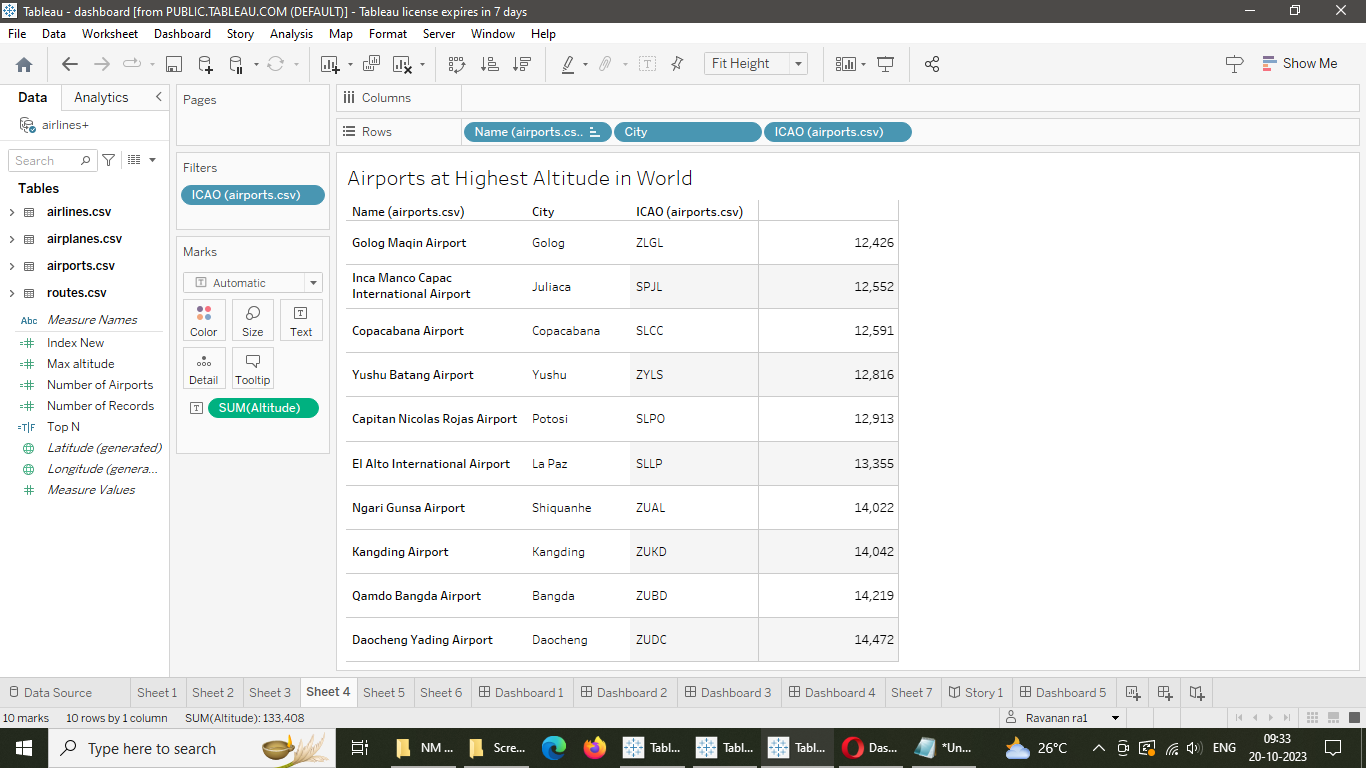 Tableau - dashboard [from PUBLIC.TABLEAU.COM (DEFAULT)] - Tableau license expires in 7 days
File Data Worksheet Dashboard Story Analysis Map Format Server Window Help
Fit Height Show Me
Data Analytics
airlines+
Search
Tables
airlines.csv
airplanes.csv
airports.csv
routes.csv
Abc Measure Names
Index New
Max altitude
Number of Airports
Number of Records
Top N
Latitude (generated)
Longitude (genera...
Measure Values
Pages
Filters
ICAO (airports.csv)
Marks
Automatic
Color Size Text
Detail Tooltip
SUM(Altitude)
Columns
Rows Name (airports.cs.. City ICAO (airports.csv)
Airports at Highest Altitude in World
Name (airports.csv) City ICAO (airports.csv)
Golog Maqin Airport Golog ZLGL 12,426
Inca Manco Capac
International Airport Juliaca SPJL 12,552
Copacabana Airport Copacabana SLCC 12,591
Yushu Batang Airport Yushu ZYLS 12,816
Capitan Nicolas Rojas Airport Potosi SLPO 12,913
El Alto International Airport La Paz SLLP 13,355
Ngari Gunsa Airport Shiquanhe ZUAL 14,022
Kangding Airport Kangding ZUKD 14,042
Qamdo Bangda Airport Bangda ZUBD 14,219
Daocheng Yading Airport Daocheng ZUDC 14,472
Data Source Sheet 1 Sheet 2 Sheet 3 Sheet 4 Sheet 5 Sheet 6 Dashboard 1 Dashboard 2 Dashboard 3 Dashboard 4 Sheet 7 Story 1 Dashboard 5
10 marks 10 rows by 1 column SUM(Altitude): 133,408 Ravanan ra1
Type here to search NM ... Scre... Tabl... Tabl... Tabl... Das... *Un... 26°C ENG 09:33
20-10-2023